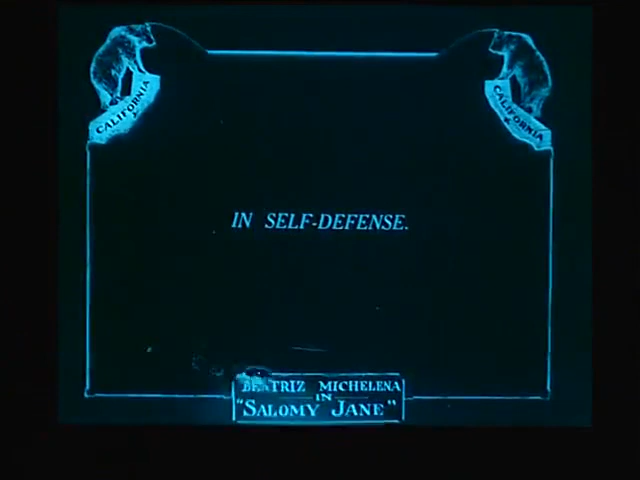 CALIFORNIA
CALIFORNIA
IN SELF-DEFENSE.
BEATRIZ MICHELENA
IN
"SALOMY JANE"